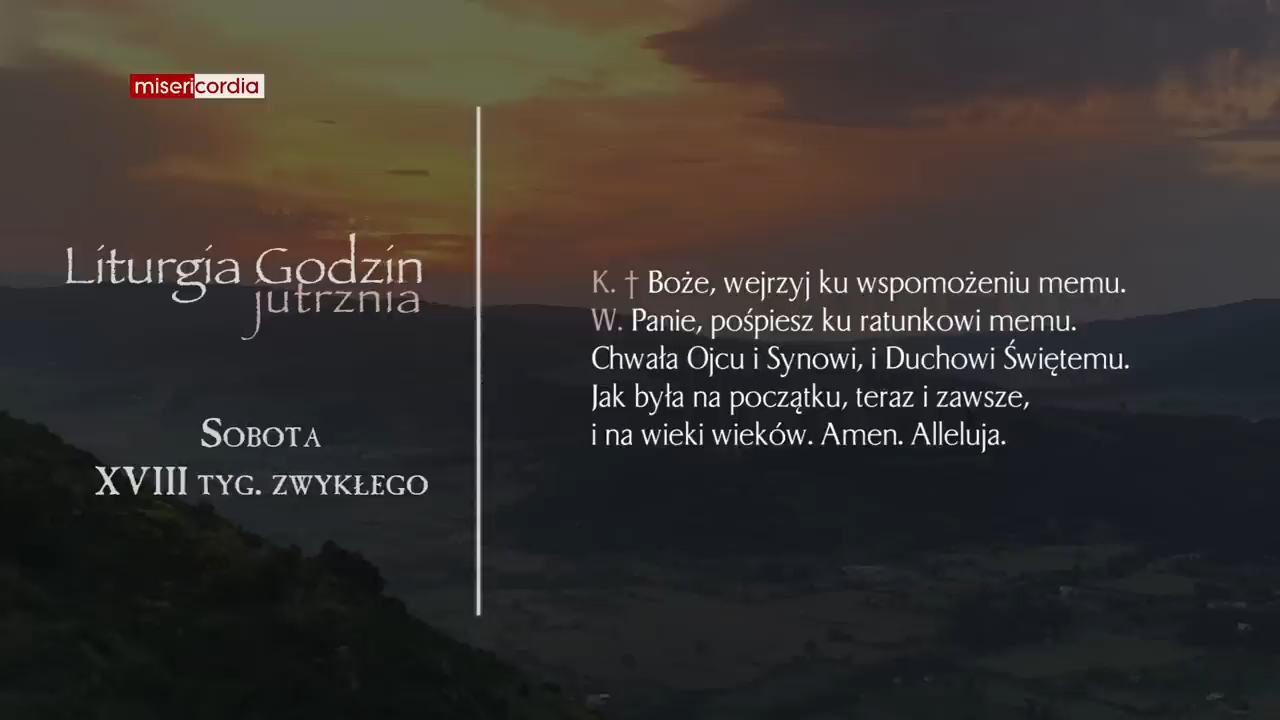 misericordia
Liturgia Godzin
jutrznia
Sobota
XVIII tyg. zwykłego
K. † Boże, wejrzyj ku wspomożeniu memu.
W. Panie, pośpiesz ku ratunkowi memu.
Chwała Ojcu i Synowi, i Duchowi Świętemu.
Jak była na początku, teraz i zawsze,
i na wieki wieków. Amen. Alleluja.